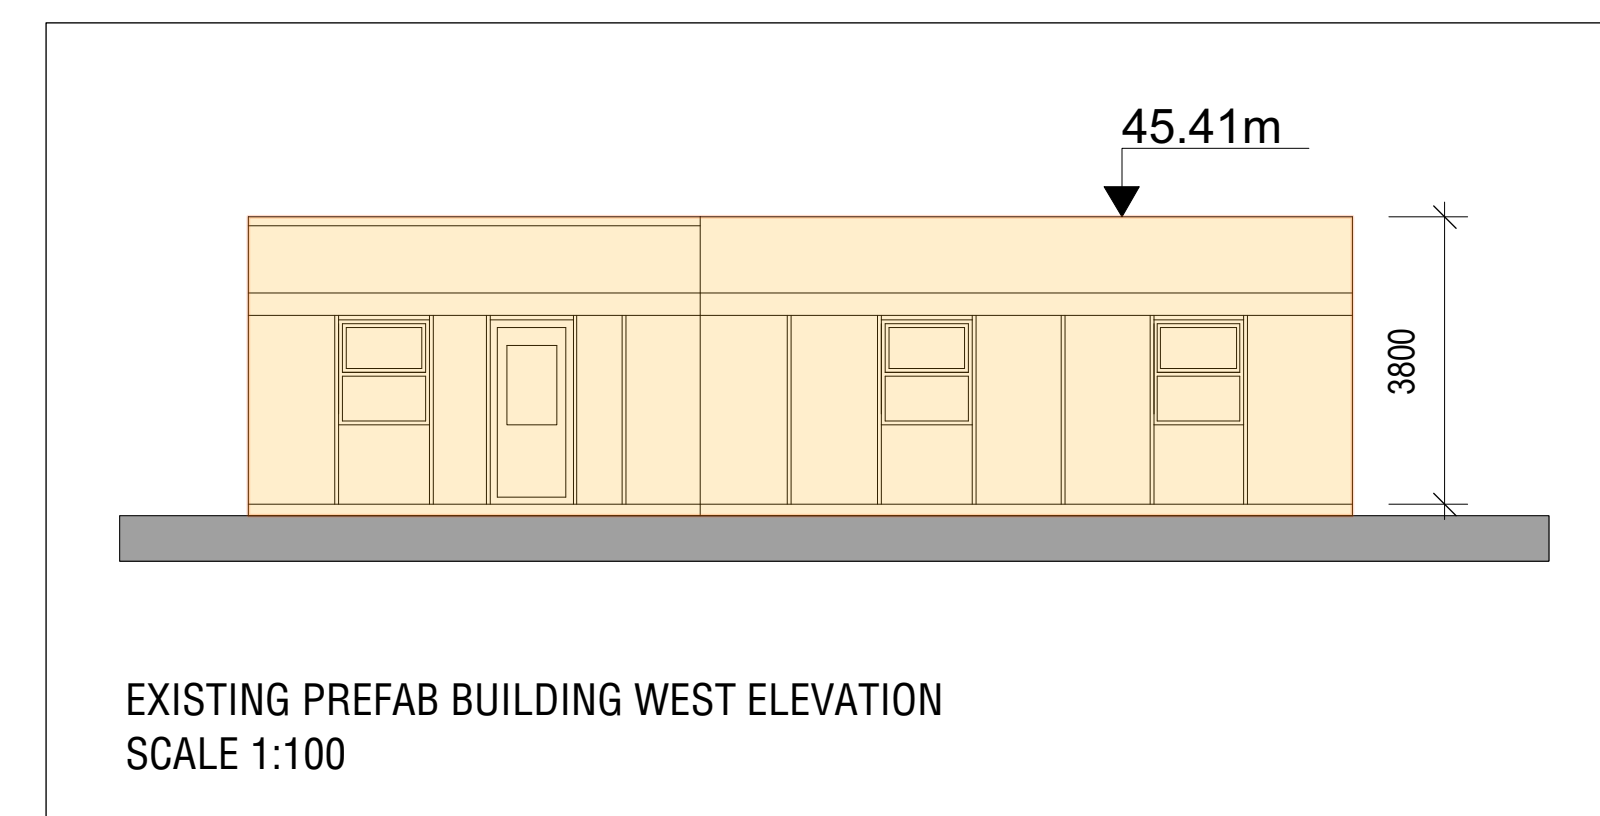 45.41m
3800
EXISTING PREFAB BUILDING WEST ELEVATION
SCALE 1:100